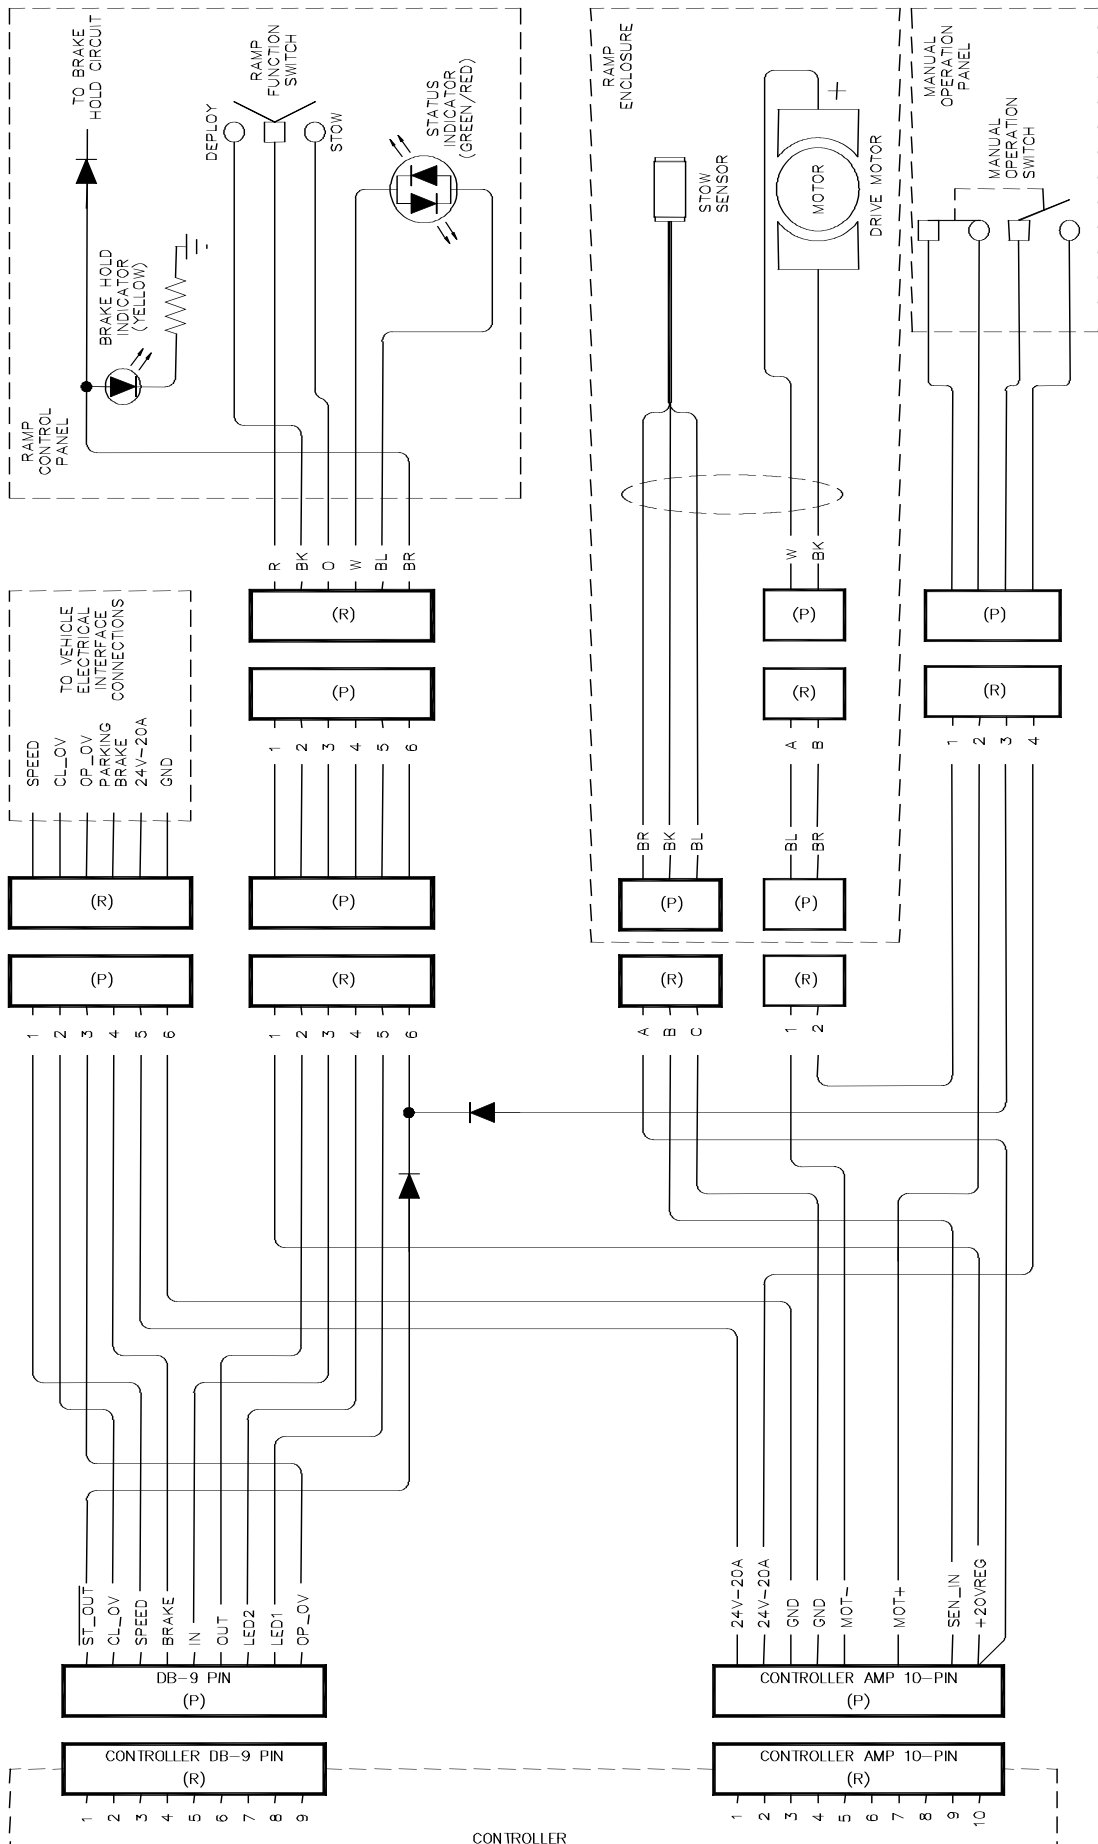 TO BRAKE
HOLD CIRCUIT
RAMP
FUNCTION
SWITCH
DEPLOY
STOW
STATUS
INDICATOR
(GREEN/RED)
BRAKE HOLD
INDICATOR
(YELLOW)
RAMP
CONTROL
PANEL
RAMP
ENCLOSURE
STOW
SENSOR
+
MOTOR
DRIVE MOTOR
MANUAL
OPERATION
PANEL
MANUAL
OPERATION
SWITCH
R
BK
O
W
BL
BR
W
BK
(R)
(P)
(P)
(P)
(R)
(R)
TO VEHICLE
ELECTRICAL
INTERFACE
CONNECTIONS
SPEED
CL_OV
OP_OV
PARKING
BRAKE
24V-20A
GND
1
2
3
4
5
6
A
B
1
2
3
4
BR
BK
BL
BL
BR
(R)
(P)
(P)
(P)
(P)
(R)
(R)
(R)
1
2
3
4
5
6
1
2
3
4
5
6
A
B
C
1
2
ST_OUT
CL_OV
SPEED
BRAKE
IN
OUT
LED2
LED1
OP_OV
24V-20A
24V-20A
GND
GND
MOT-
MOT+
SEN_IN
+20VREG
DB-9 PIN
(P)
CONTROLLER AMP 10-PIN
(P)
CONTROLLER DB-9 PIN
(R)
CONTROLLER AMP 10-PIN
(R)
1
2
3
4
5
6
7
8
9
1
2
3
4
5
6
7
8
9
10
CONTROLLER